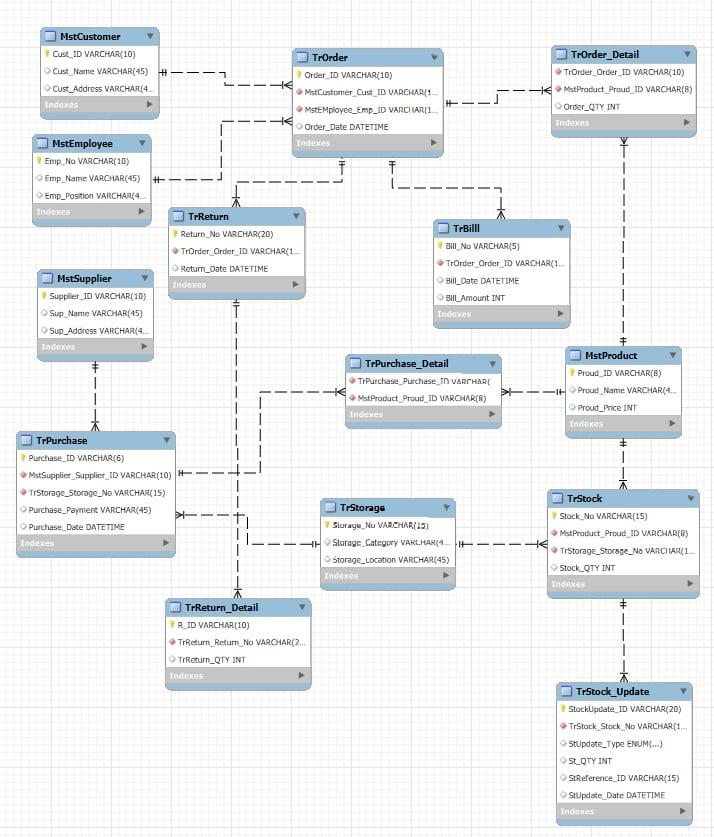 MstCustomer
Cust_ID VARCHAR(10)
Cust_Name VARCHAR(45)
Cust_Address VARCHAR(4...
Indexes
MstEmployee
Emp_No VARCHAR(10)
Emp_Name VARCHAR(45)
Emp_Position VARCHAR(4...
Indexes
TrOrder
Order_ID VARCHAR(10)
MstCustomer_Cust_ID VARCHAR(1...
MstEMployee_Emp_ID VARCHAR(1...
Order_Date DATETIME
Indexes
TrOrder_Detail
TrOrder_Order_ID VARCHAR(10)
MstProduct_Proud_ID VARCHAR(8)
Order_QTY INT
Indexes
TrReturn
Return_No VARCHAR(20)
TrOrder_Order_ID VARCHAR(1...
Return_Date DATETIME
Indexes
TrBilll
Bill_No VARCHAR(5)
TrOrder_Order_ID VARCHAR(1...
Bill_Date DATETIME
Bill_Amount INT
Indexes
MstSupplier
Supplier_ID VARCHAR(10)
Sup_Name VARCHAR(45)
Sup_Address VARCHAR(4...
Indexes
TrPurchase_Detail
TrPurchase_Purchase_ID VARCHAR(
MstProduct_Proud_ID VARCHAR(8)
Indexes
MstProduct
Proud_ID VARCHAR(8)
Proud_Name VARCHAR(4...
Proud_Price INT
Indexes
TrPurchase
Purchase_ID VARCHAR(6)
MstSupplier_Supplier_ID VARCHAR(10)
TrStorage_Storage_No VARCHAR(15)
Purchase_Payment VARCHAR(45)
Purchase_Date DATETIME
Indexes
TrStorage
Storage_No VARCHAR(15)
Storage_Category VARCHAR(4...
Storage_Location VARCHAR(45)
Indexes
TrStock
Stock_No VARCHAR(15)
MstProduct_Proud_ID VARCHAR(8)
TrStorage_Storage_No VARCHAR(1...
Stock_QTY INT
Indexes
TrReturn_Detail
R_ID VARCHAR(10)
TrReturn_Return_No VARCHAR(2...
TrReturn_QTY INT
Indexes
TrStock_Update
StockUpdate_ID VARCHAR(20)
TrStock_Stock_No VARCHAR(1...
StUpdate_Type ENUM(...)
St_QTY INT
StReference_ID VARCHAR(15)
StUpdate_Date DATETIME
Indexes